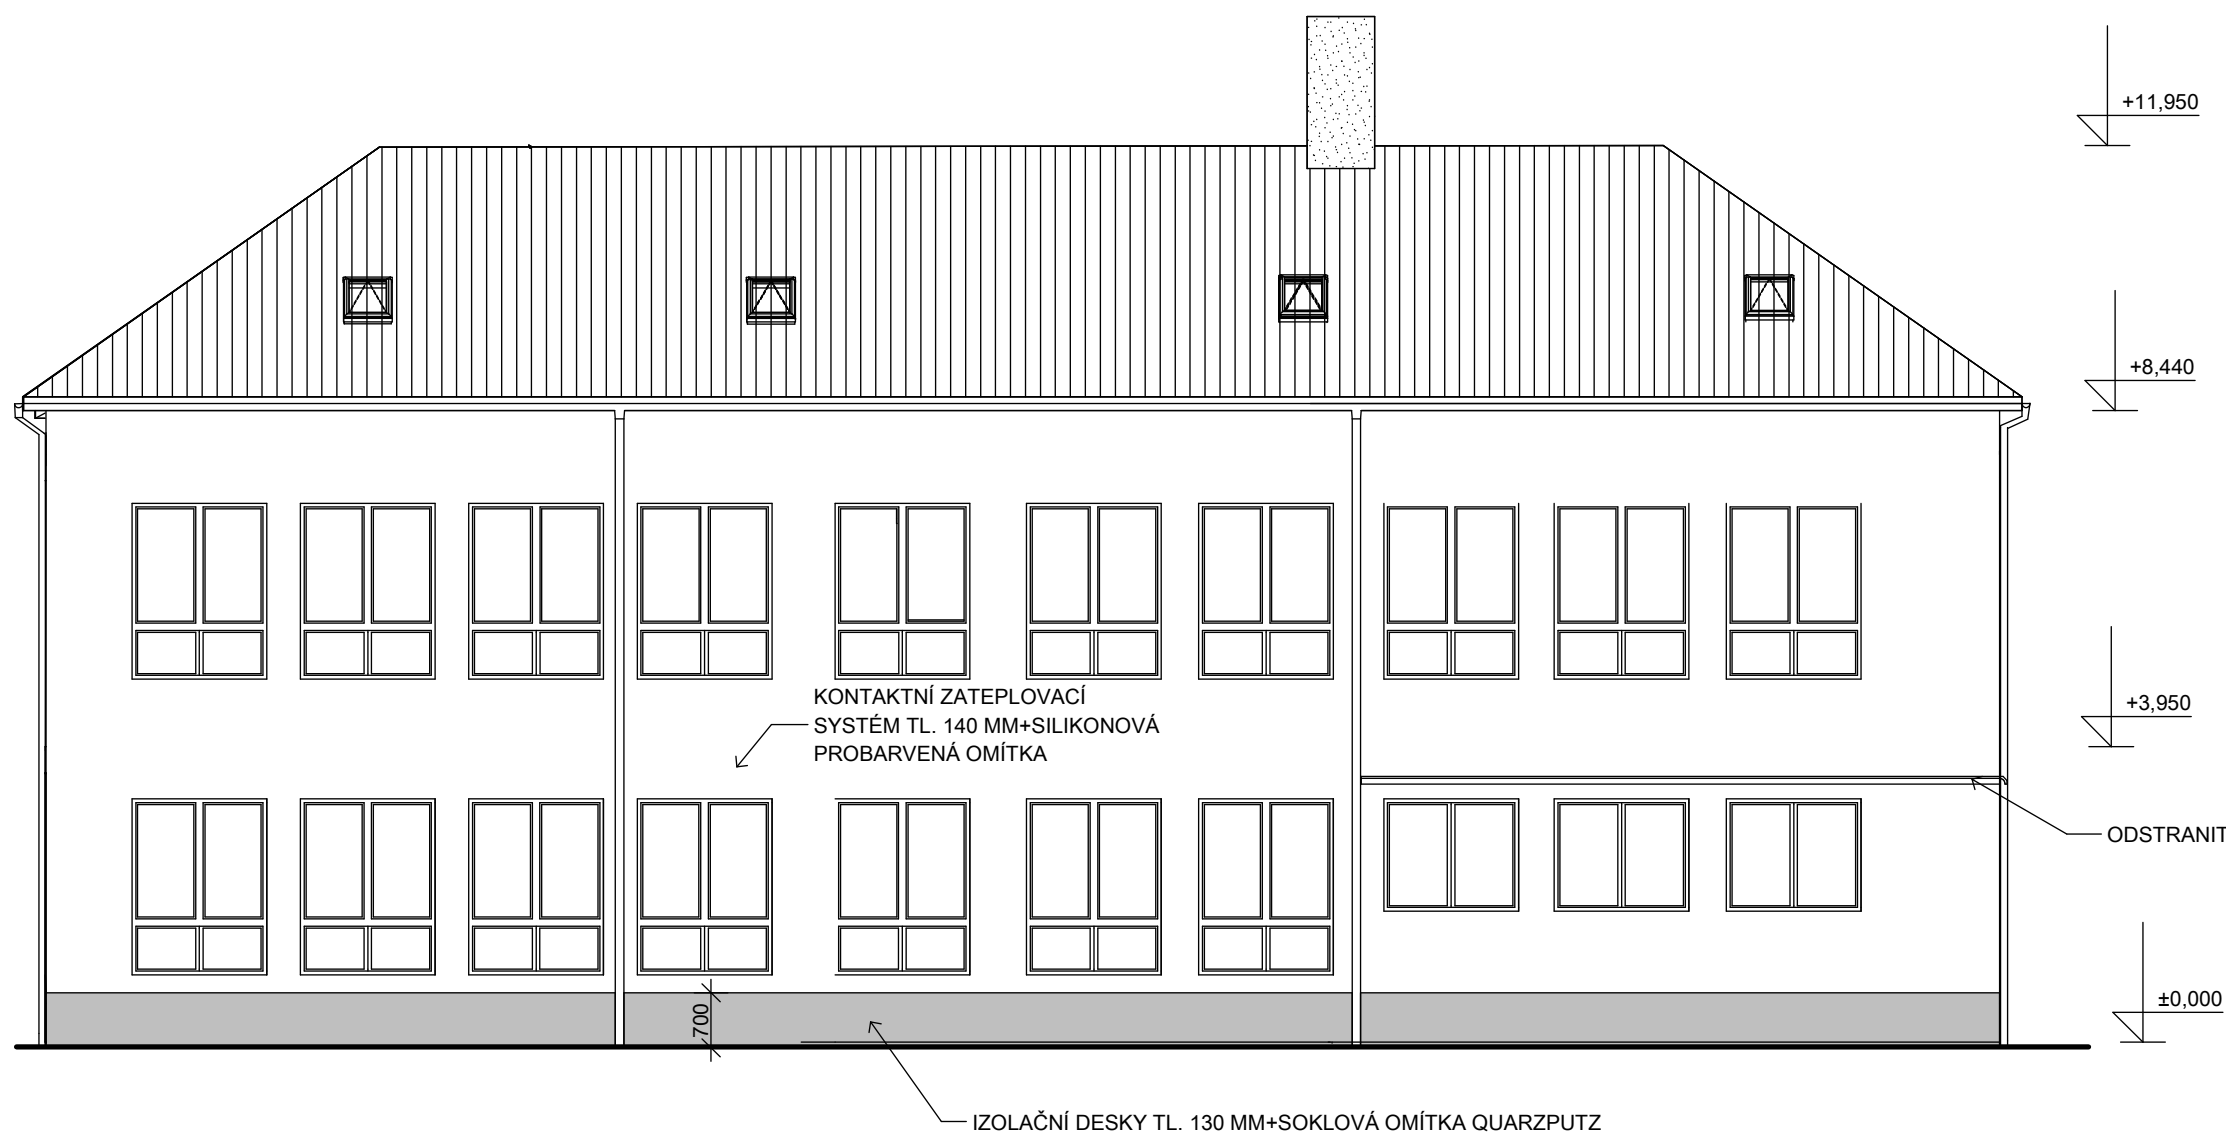 +11,950
+8,440
KONTAKTNÍ ZATEPLOVACÍ
SYSTÉM TL. 140 MM+SILIKONOVÁ
PROBARVENÁ OMÍTKA
+3,950
ODSTRANIT
700
±0,000
IZOLAČNÍ DESKY TL. 130 MM+SOKLOVÁ OMÍTKA QUARZPUTZ